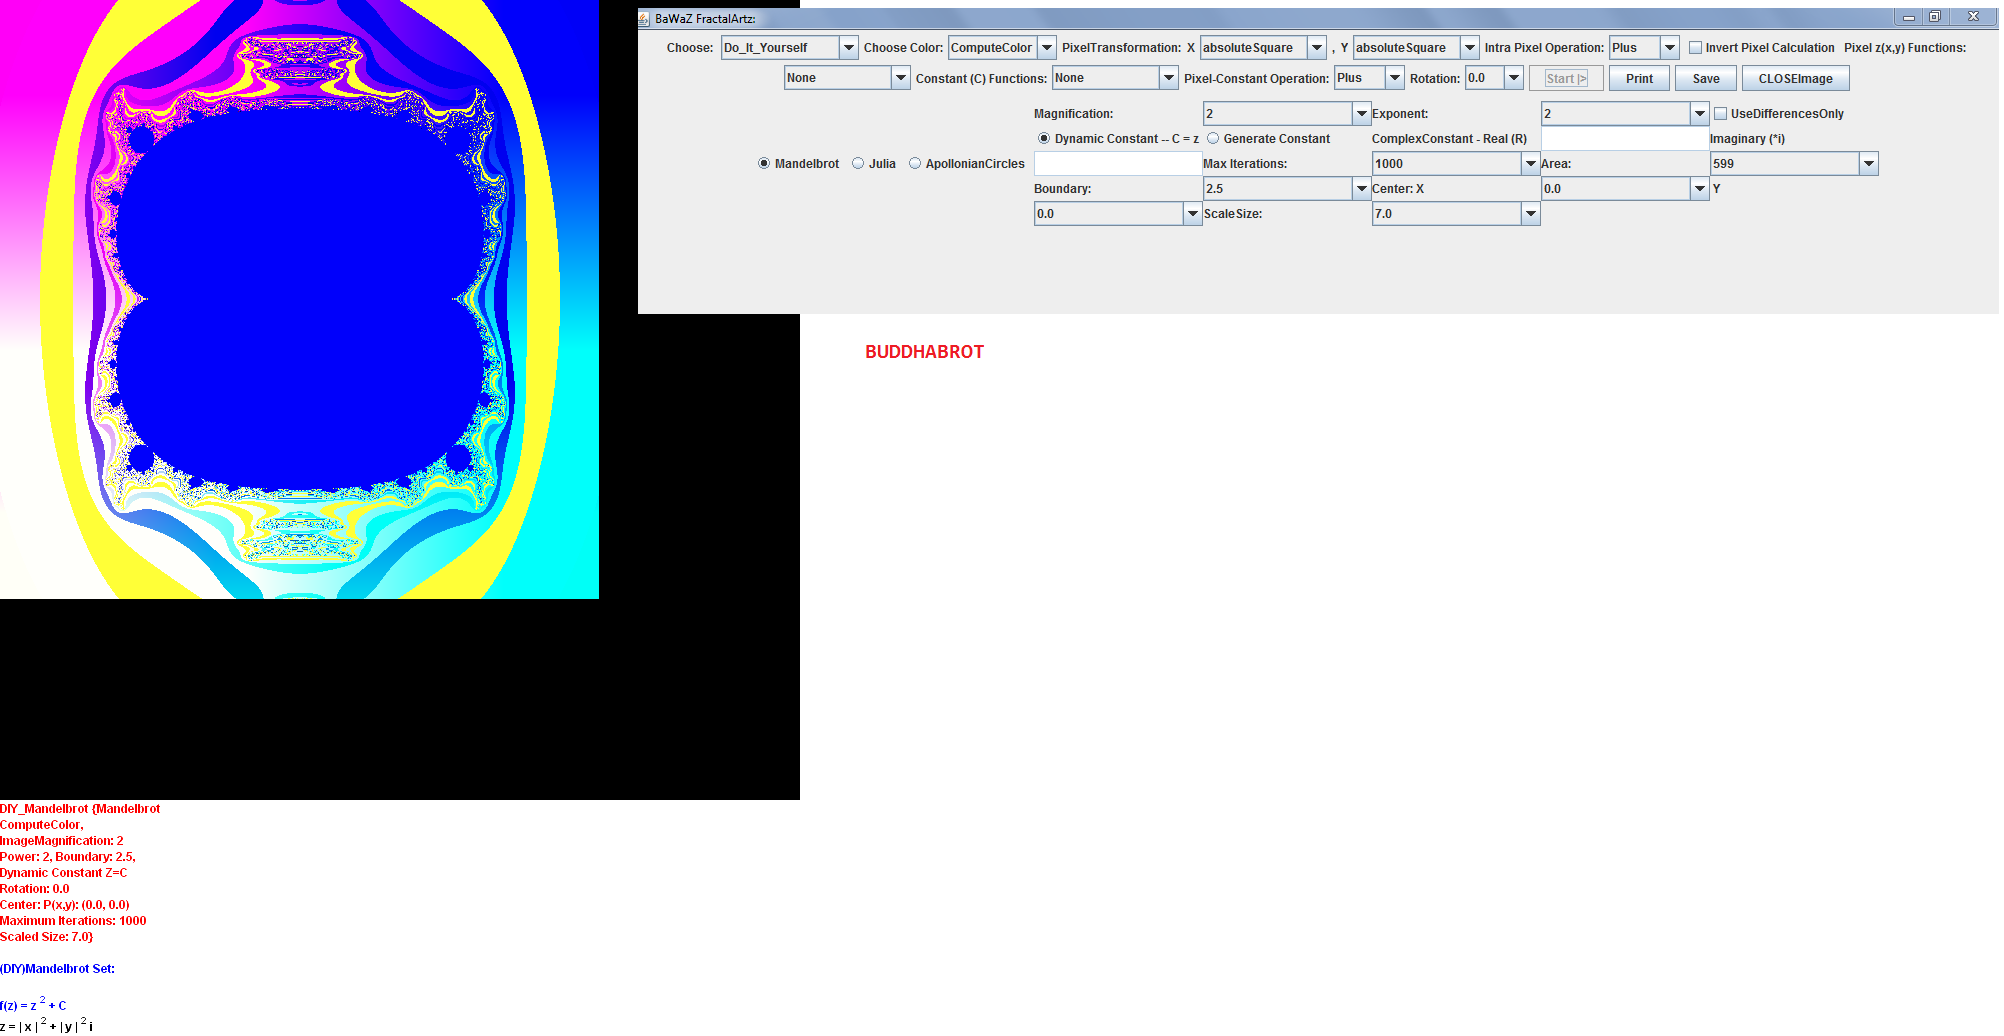 BaWaZ FractalArtz:
Choose: Do_It_Yourself Choose Color: ComputeColor PixelTransformation: X absoluteSquare , Y absoluteSquare Intra Pixel Operation: Plus Invert Pixel Calculation Pixel z(x,y) Functions:
None Constant (C) Functions: None Pixel-Constant Operation: Plus Rotation: 0.0 Start |> Print Save CLOSEImage
Magnification: 2 Exponent: 2 UseDifferencesOnly
Dynamic Constant -- C = z Generate Constant ComplexConstant - Real (R) Imaginary (*i)
Mandelbrot Julia ApollonianCircles Max Iterations: 1000 Area: 599
Boundary: 2.5 Center: X 0.0 Y
0.0 ScaleSize: 7.0
BUDDHABROT
DIY_Mandelbrot {Mandelbrot
ComputeColor,
ImageMagnification: 2
Power: 2, Boundary: 2.5,
Dynamic Constant Z=C
Rotation: 0.0
Center: P(x,y): (0.0, 0.0)
Maximum Iterations: 1000
Scaled Size: 7.0}
(DIY)Mandelbrot Set:
f(z) = z ² + C
z = | x | ² + | y | ² i